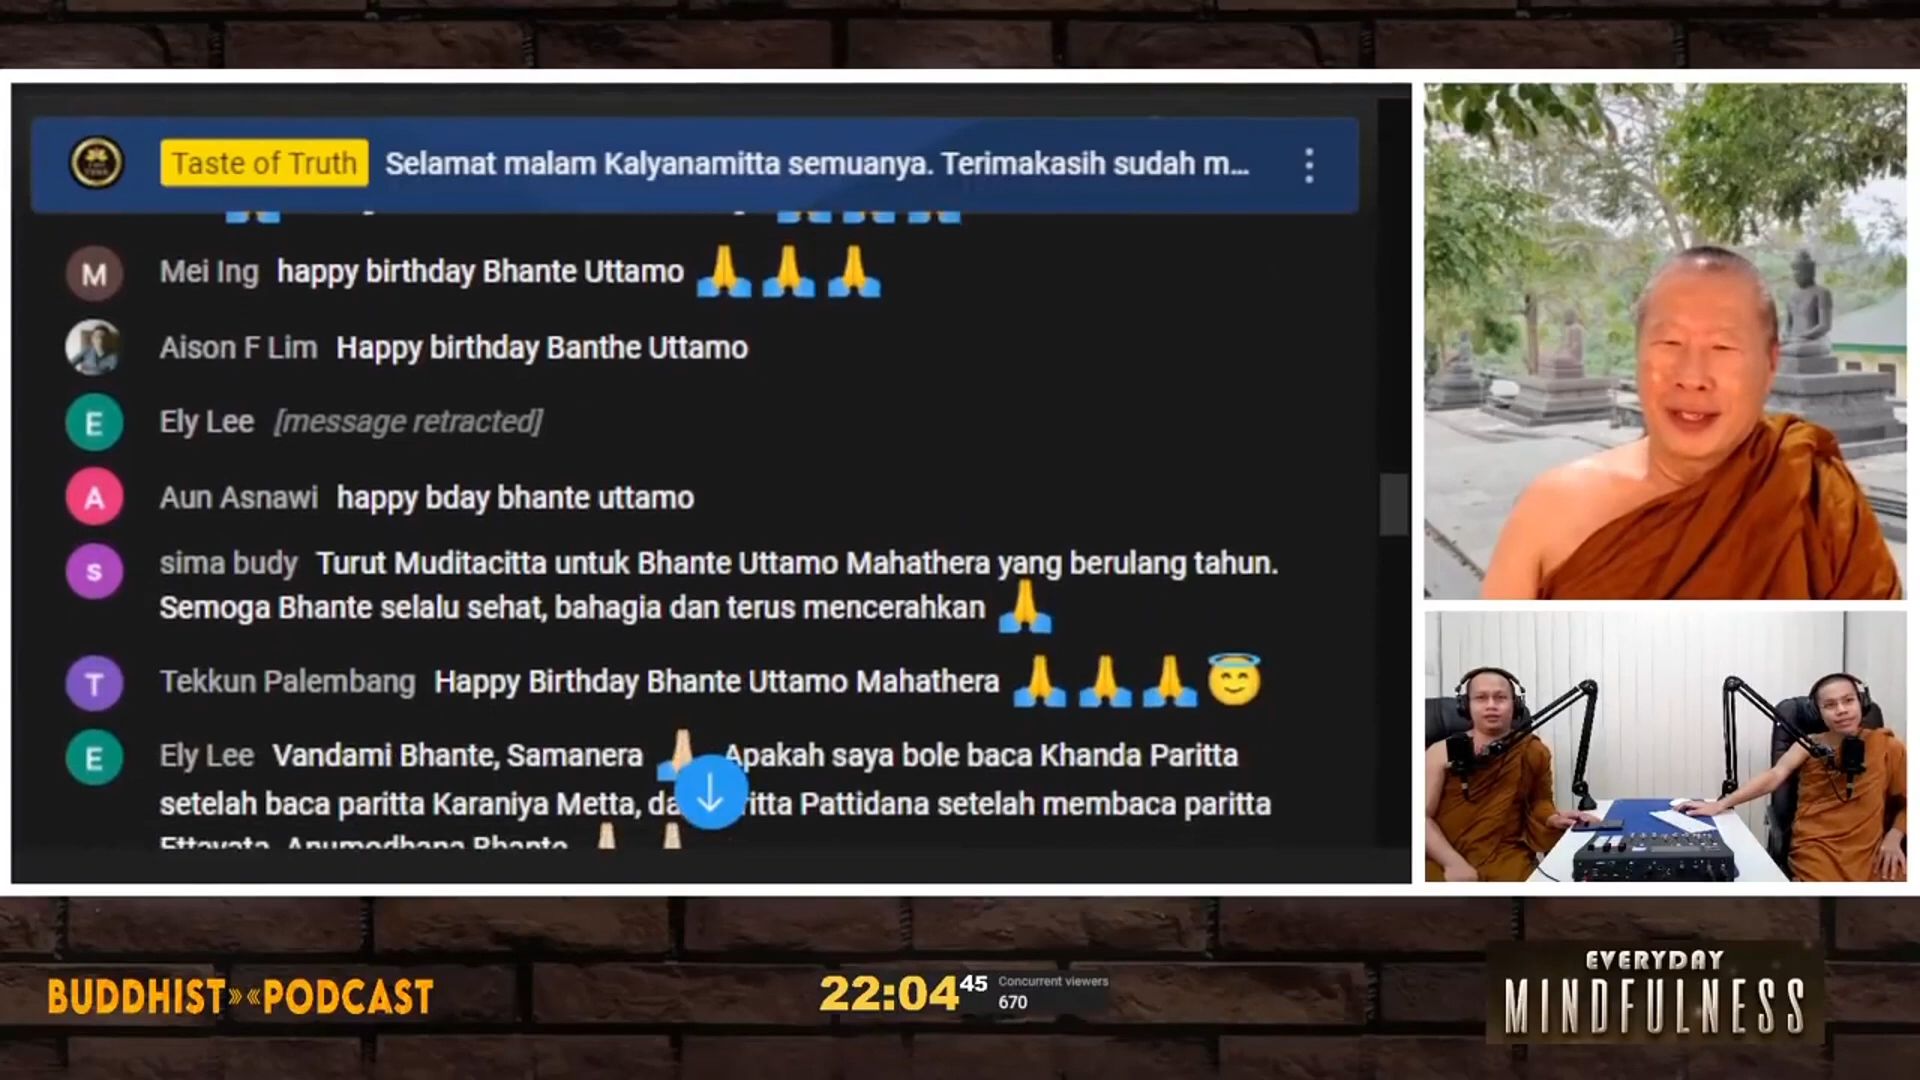 Taste of Truth Selamat malam Kalyanamitta semuanya. Terimakasih sudah m...
M Mei Ing happy birthday Bhante Uttamo
Aison F Lim Happy birthday Banthe Uttamo
E Ely Lee [message retracted]
A Aun Asnawi happy bday bhante uttamo
s sima budy Turut Muditacitta untuk Bhante Uttamo Mahathera yang berulang tahun.
Semoga Bhante selalu sehat, bahagia dan terus mencerahkan
T Tekkun Palembang Happy Birthday Bhante Uttamo Mahathera
E Ely Lee Vandami Bhante, Samanera Apakah saya bole baca Khanda Paritta
setelah baca paritta Karaniya Metta, Pattidana setelah membaca paritta
Ettavata, Anumodhana Bhante
BUDDHIST PODCAST
22:04 45
Concurrent viewers
670
EVERYDAY
MINDFULNESS